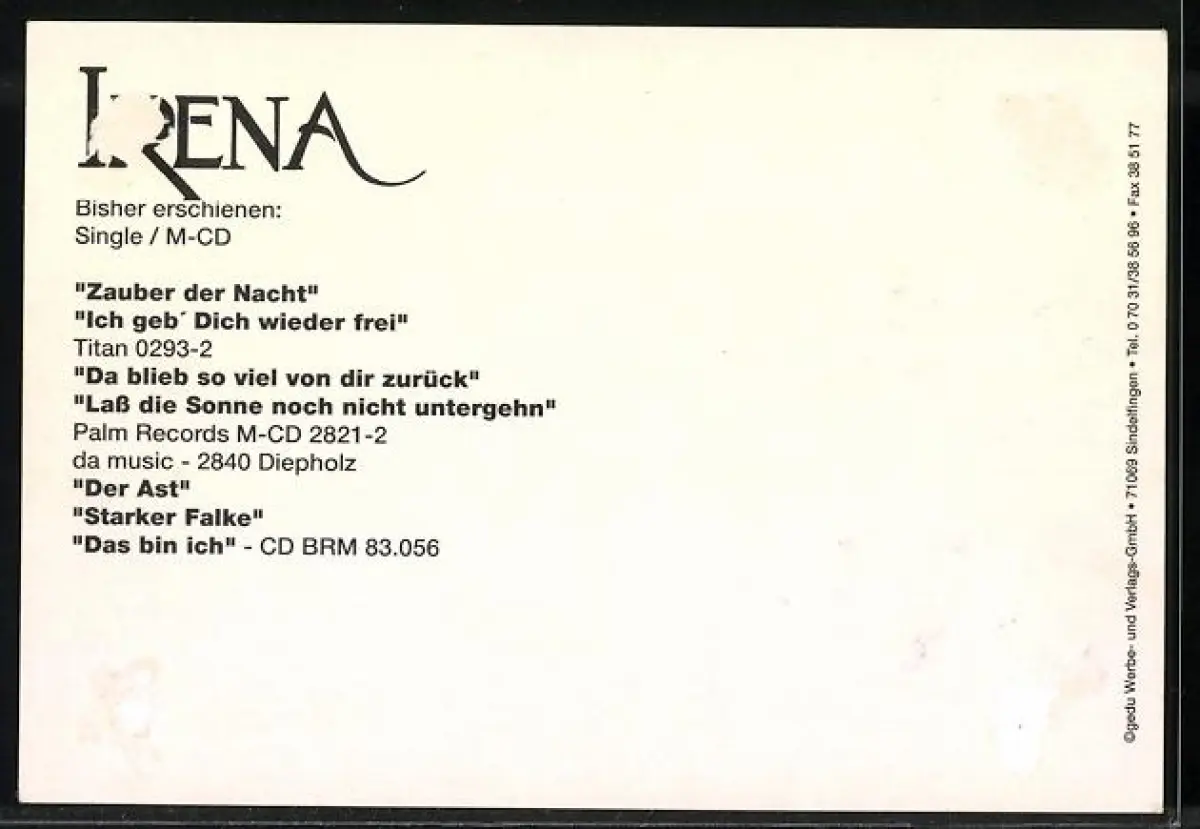 IRENA
Bisher erschienen:
Single / M-CD
"Zauber der Nacht"
"Ich geb´ Dich wieder frei"
Titan 0293-2
"Da blieb so viel von dir zurück"
"Laß die Sonne noch nicht untergehn"
Palm Records M-CD 2821-2
da music - 2840 Diepholz
"Der Ast"
"Starker Falke"
"Das bin ich" - CD BRM 83.056
©gedu Werbe- und Verlags-GmbH • 71069 Sindelfingen • Tel. 0 70 31/38 56 96 • Fax 38 51 77